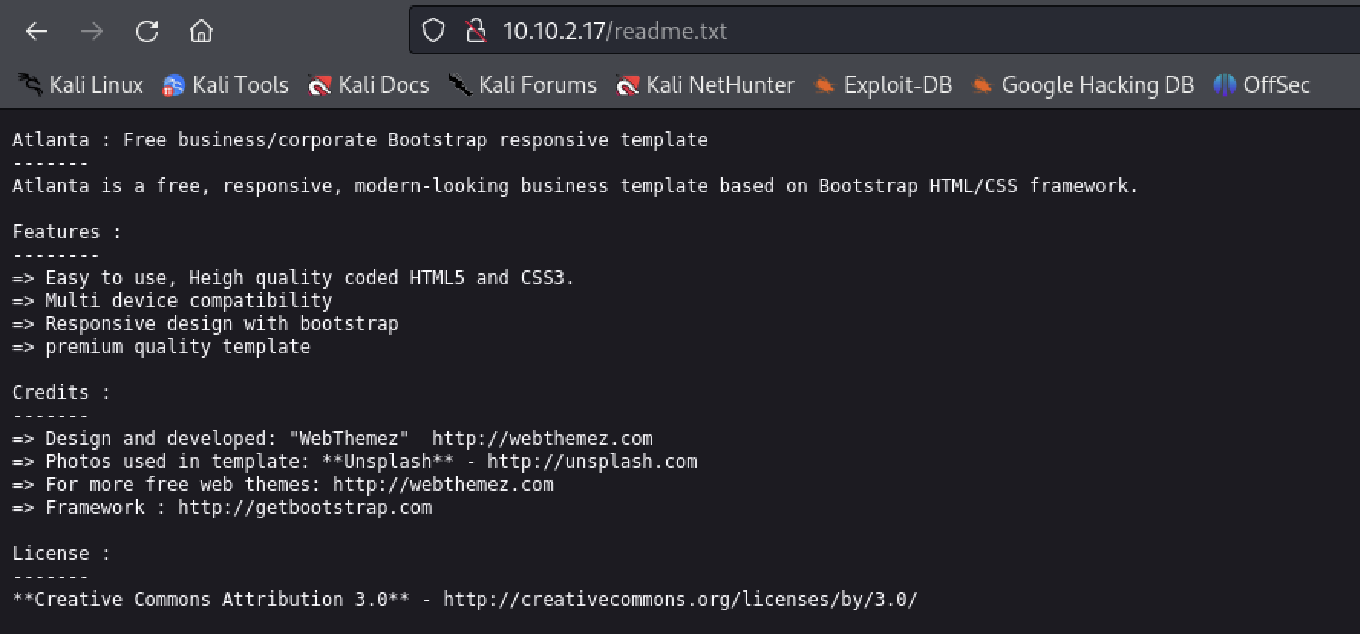 10.10.2.17/readme.txt
Kali Linux Kali Tools Kali Docs Kali Forums Kali NetHunter Exploit-DB Google Hacking DB OffSec
Atlanta : Free business/corporate Bootstrap responsive template
-------
Atlanta is a free, responsive, modern-looking business template based on Bootstrap HTML/CSS framework.
Features :
--------
=> Easy to use, Heigh quality coded HTML5 and CSS3.
=> Multi device compatibility
=> Responsive design with bootstrap
=> premium quality template
Credits :
-------
=> Design and developed: "WebThemez"  http://webthemez.com
=> Photos used in template: **Unsplash** - http://unsplash.com
=> For more free web themes: http://webthemez.com
=> Framework : http://getbootstrap.com
License :
-------
**Creative Commons Attribution 3.0** - http://creativecommons.org/licenses/by/3.0/